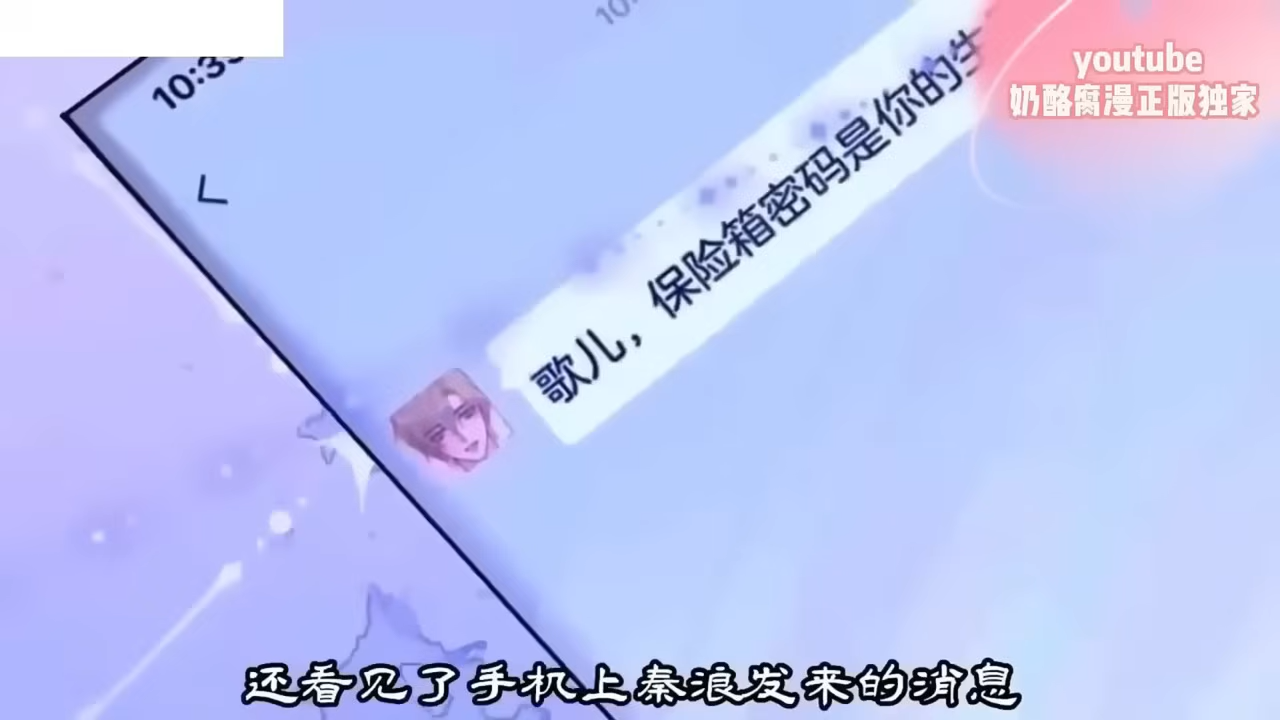 youtube
奶酪腐漫正版独家
歌儿，保险箱密码是你的生
还看见了手机上秦浪发来的消息